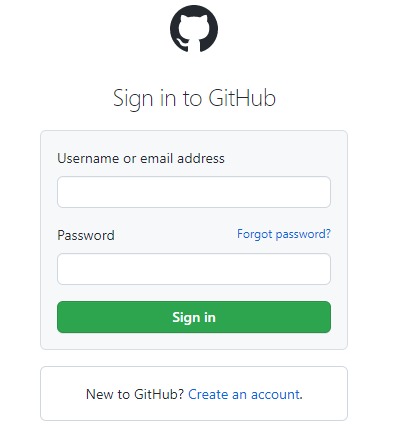 Sign in to GitHub
Username or email address
Password Forgot password?
Sign in
New to GitHub? Create an account.